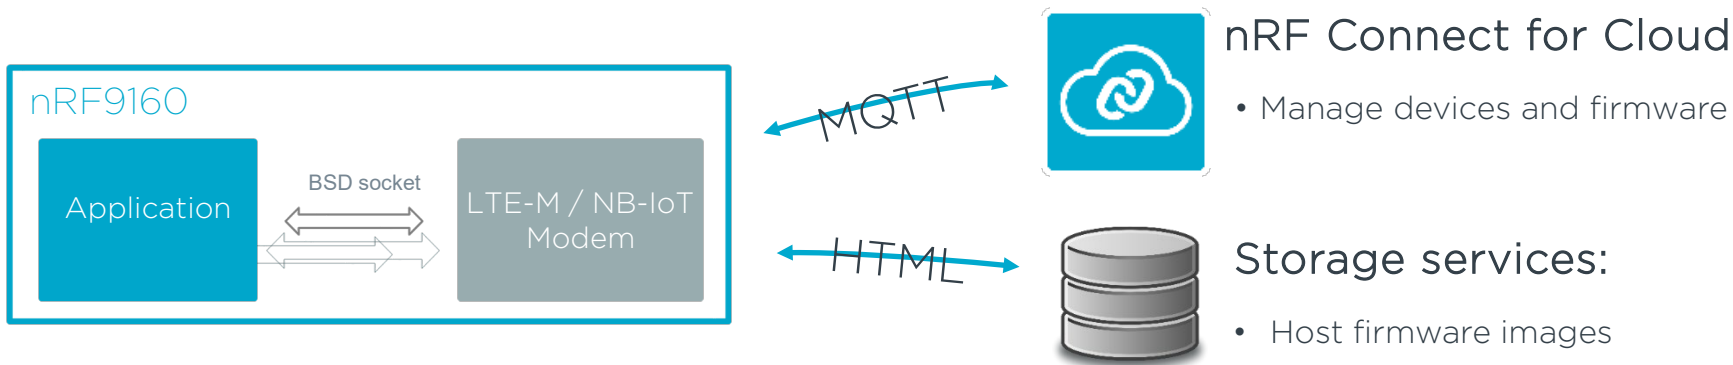 nRF9160
Application
BSD socket
LTE-M / NB-IoT
Modem
MQTT
HTML
nRF Connect for Cloud
• Manage devices and firmware
Storage services:
• Host firmware images